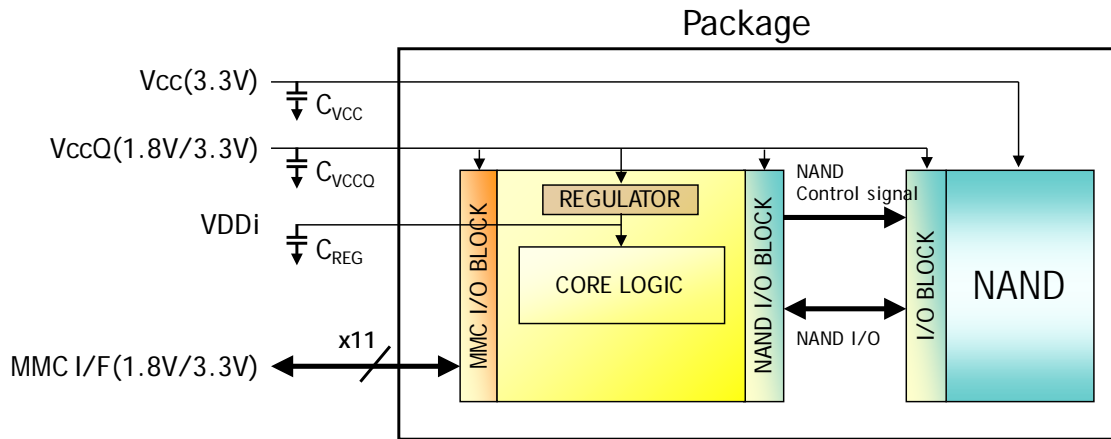 Package
Vcc(3.3V)
CVCC
VccQ(1.8V/3.3V)
CVCCQ
NAND
Control signal
REGULATOR
VDDi
CREG
MMC I/O BLOCK
CORE LOGIC
NAND I/O BLOCK
I/O BLOCK
NAND
NAND I/O
x11
MMC I/F(1.8V/3.3V)